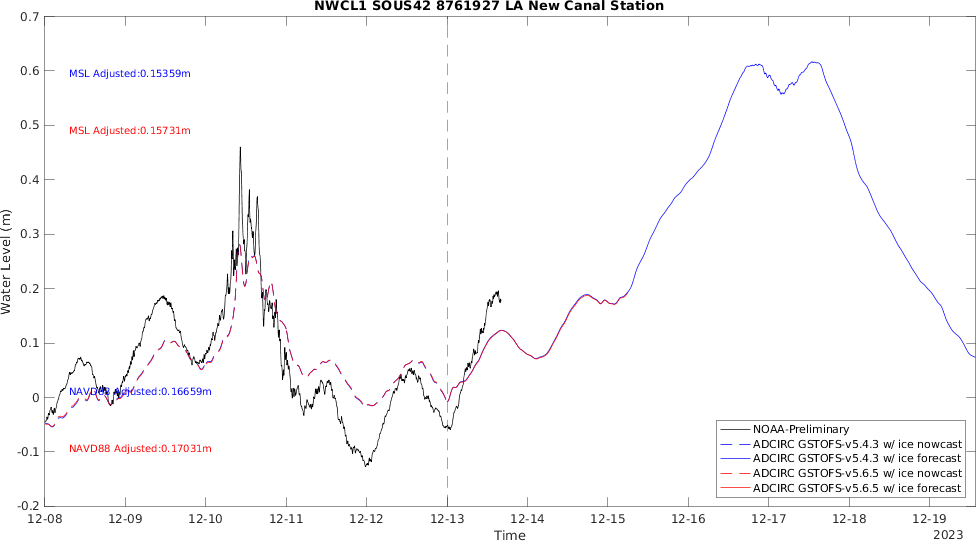 NWCL1 SOUS42 8761927 LA New Canal Station
0.7
0.6
0.5
0.4
0.3
0.2
0.1
0
-0.1
-0.2
Water Level (m)
MSL Adjusted:0.15359m
MSL Adjusted:0.15731m
NAVD88 Adjusted:0.16659m
NAVD88 Adjusted:0.17031m
NOAA-Preliminary
ADCIRC GSTOFS-v5.4.3 w/ ice nowcast
ADCIRC GSTOFS-v5.4.3 w/ ice forecast
ADCIRC GSTOFS-v5.6.5 w/ ice nowcast
ADCIRC GSTOFS-v5.6.5 w/ ice forecast
12-08 12-09 12-10 12-11 12-12 12-13 12-14 12-15 12-16 12-17 12-18 12-19
Time
2023